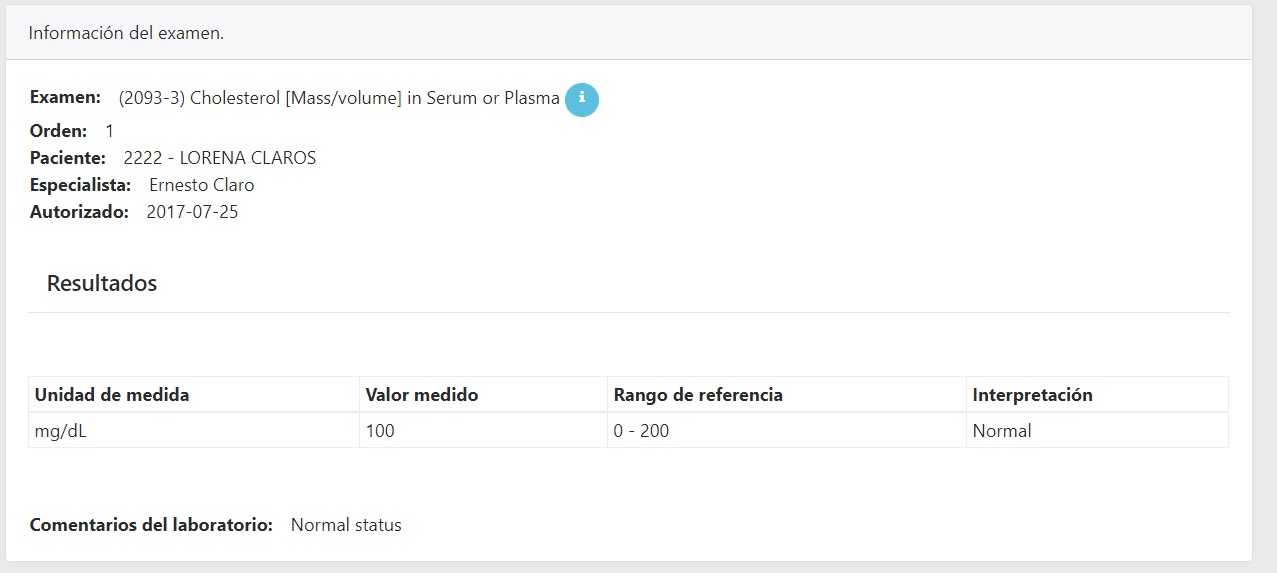 Información del examen.
Examen: (2093-3) Cholesterol [Mass/volume] in Serum or Plasma i
Orden: 1
Paciente: 2222 - LORENA CLAROS
Especialista: Ernesto Claro
Autorizado: 2017-07-25
Resultados
Unidad de medida Valor medido Rango de referencia Interpretación
mg/dL 100 0 - 200 Normal
Comentarios del laboratorio: Normal status